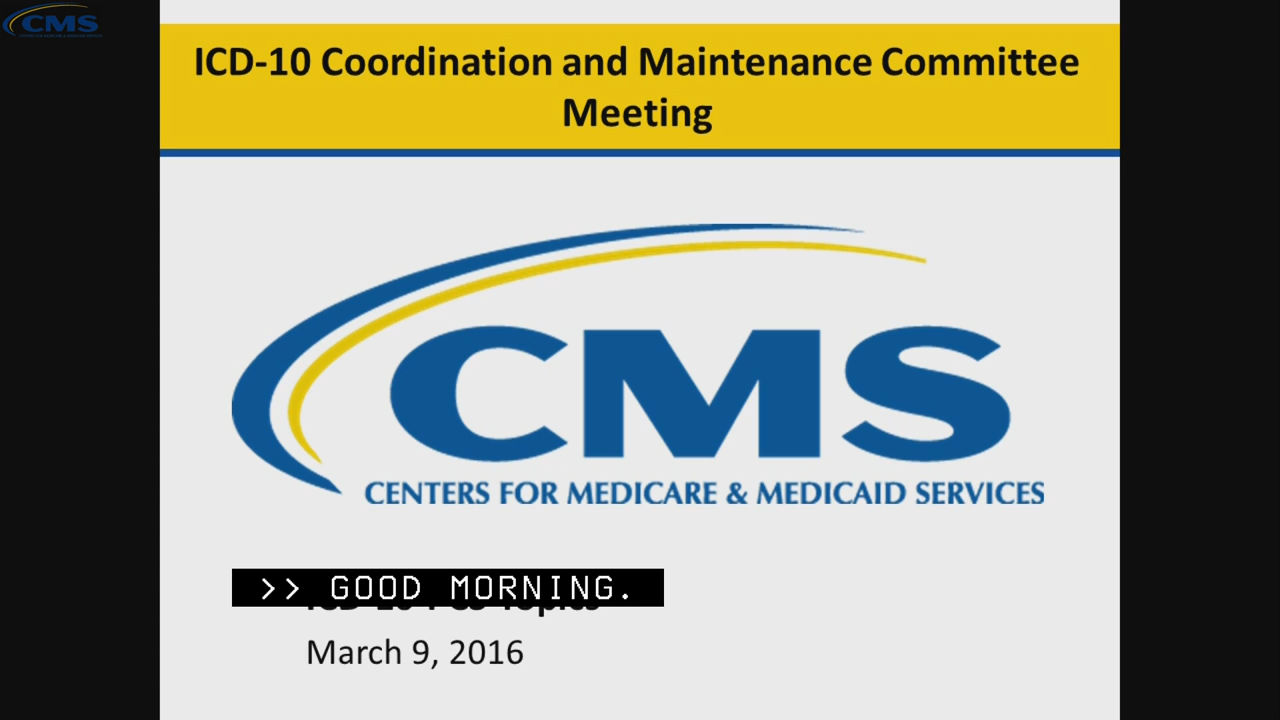 CMS
ICD-10 Coordination and Maintenance Committee
Meeting
CMS
CENTERS FOR MEDICARE & MEDICAID SERVICES
>> GOOD MORNING.
March 9, 2016